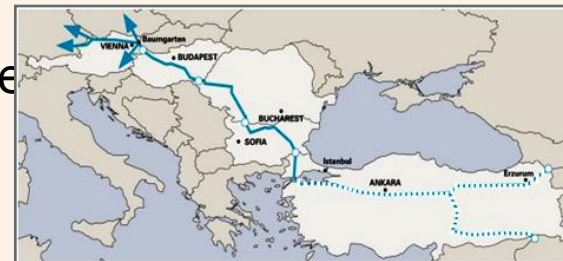 Baumgarten
VIENNA
BUDAPEST
e
BUCHAREST
SOFIA
Istanbul
ANKARA
Erzurum